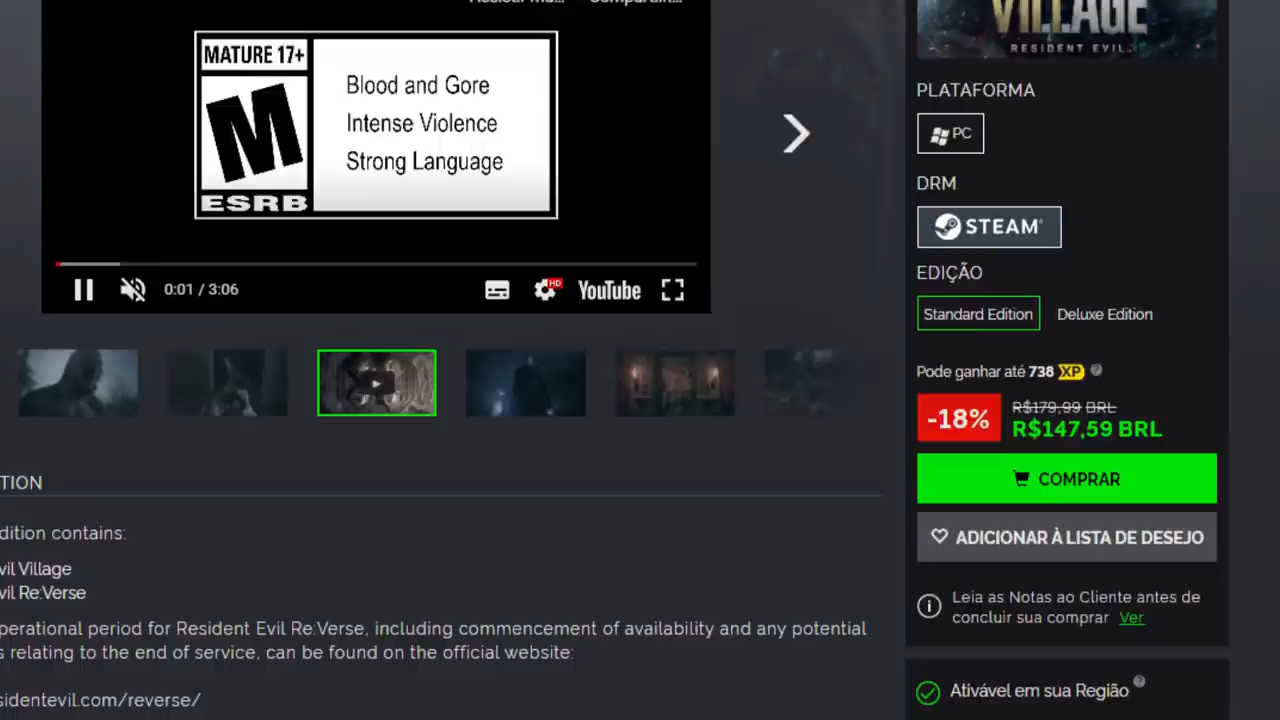 MATURE 17+
M
ESRB
Blood and Gore
Intense Violence
Strong Language
0:01 / 3:06
HD
YouTube
VILLAGE
RESIDENT EVIL
PLATAFORMA
PC
DRM
STEAM
EDIÇÃO
Standard Edition
Deluxe Edition
Pode ganhar até 738 XP ?
-18%
R$179,99 BRL
R$147,59 BRL
COMPRAR
ADICIONAR À LISTA DE DESEJO
Leia as Notas ao Cliente antes de
concluir sua comprar Ver
Ativável em sua Região ?
TION
dition contains:
vil Village
vil Re:Verse
perational period for Resident Evil Re:Verse, including commencement of availability and any potential
s relating to the end of service, can be found on the official website:
sidentevil.com/reverse/